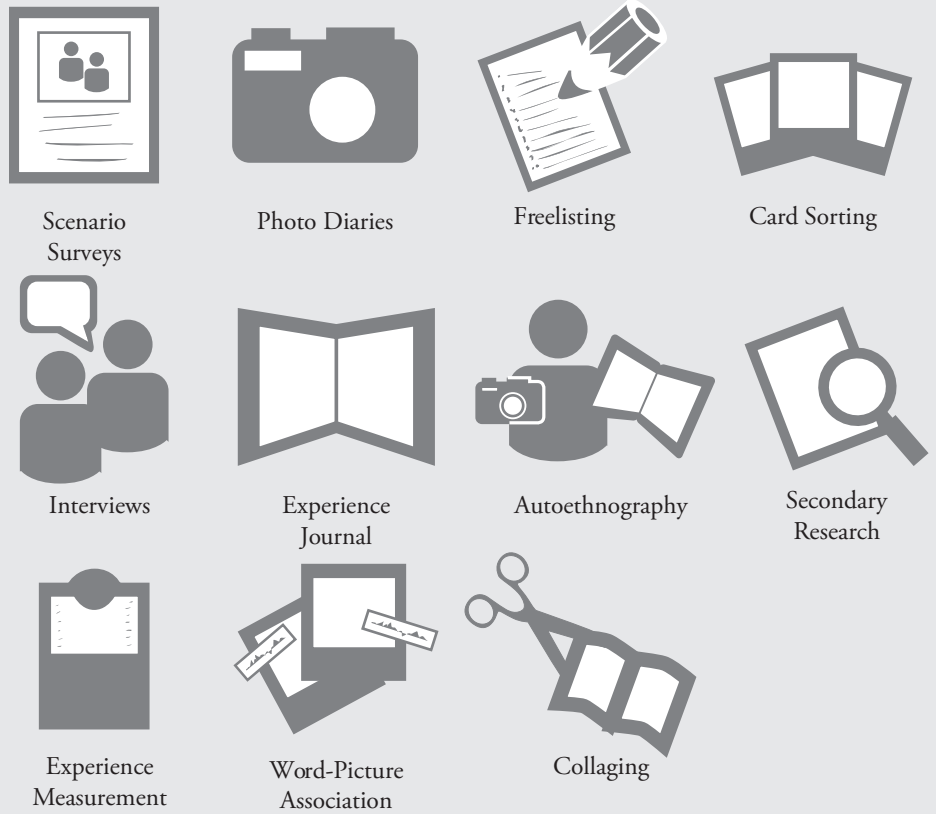 Scenario
Surveys
Photo Diaries
Freelisting
Card Sorting
Interviews
Experience
Journal
Autoethnography
Secondary
Research
Experience
Measurement
Word-Picture
Association
Collaging